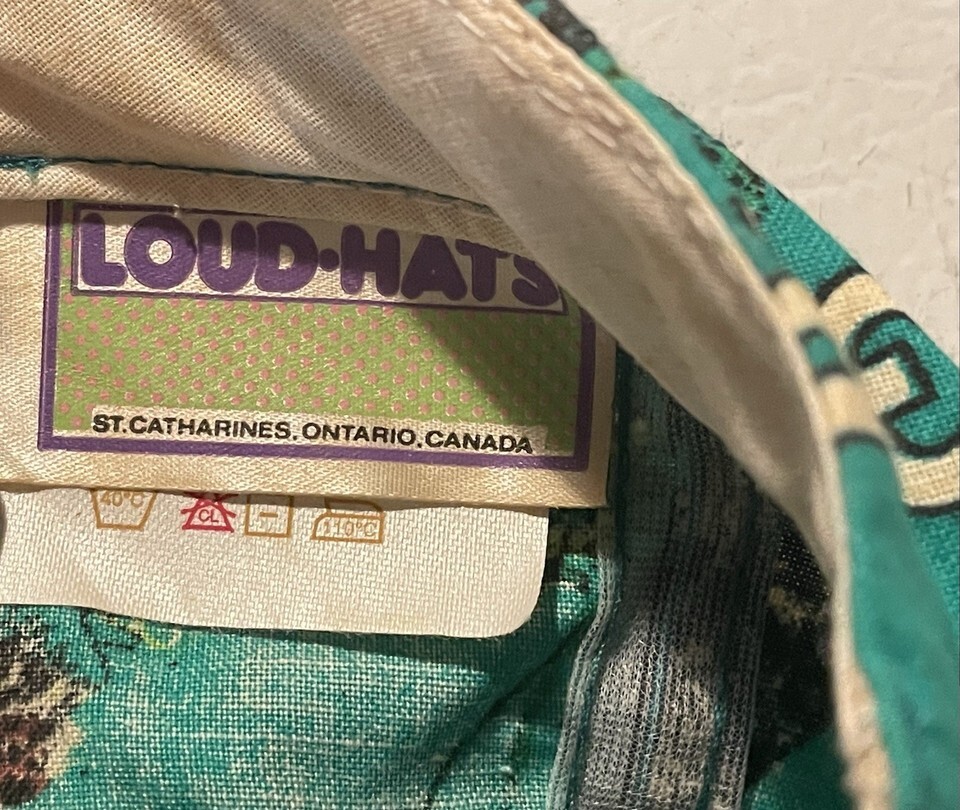 LOUD·HATS
ST.CATHARINES, ONTARIO, CANADA
40°C CL 110°C